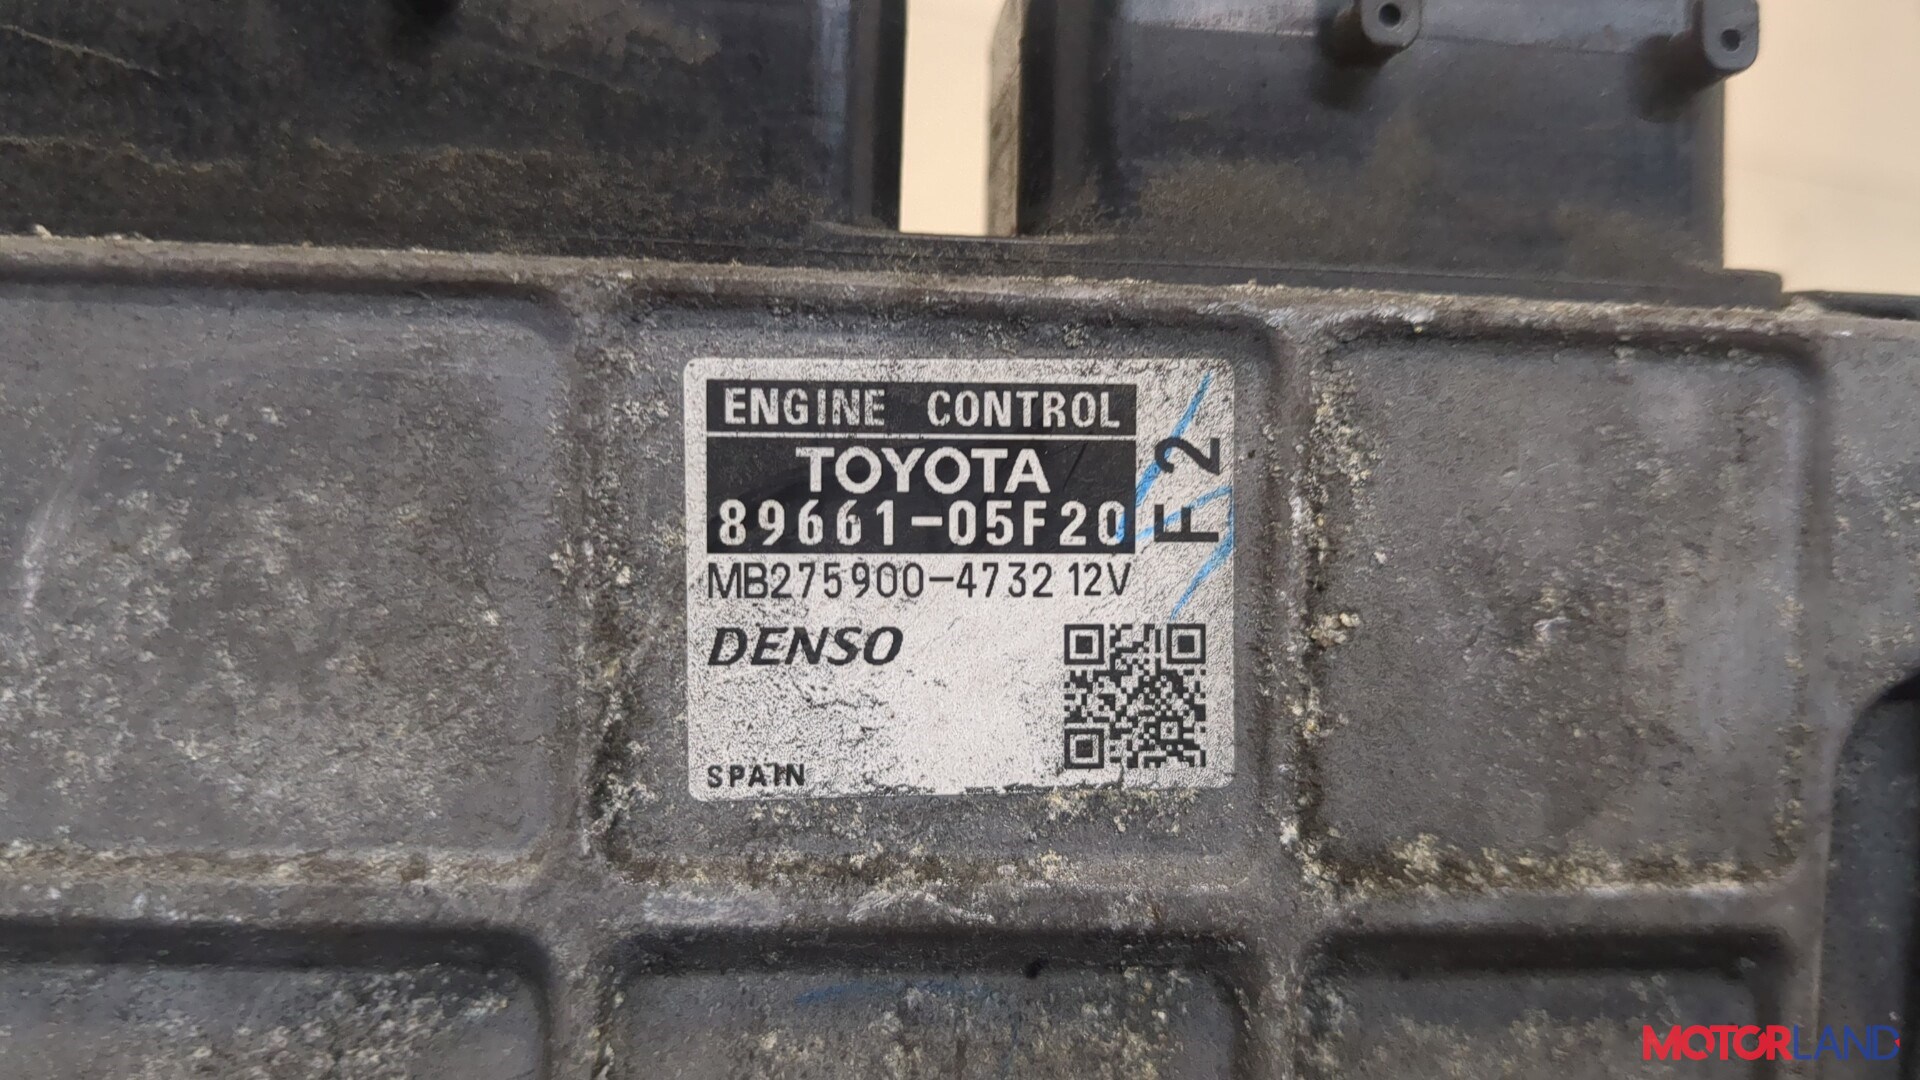 ENGINE CONTROL
TOYOTA
89661-05F20
F2
MB275900-4732 12V
DENSO
SPAIN
MOTORLAND